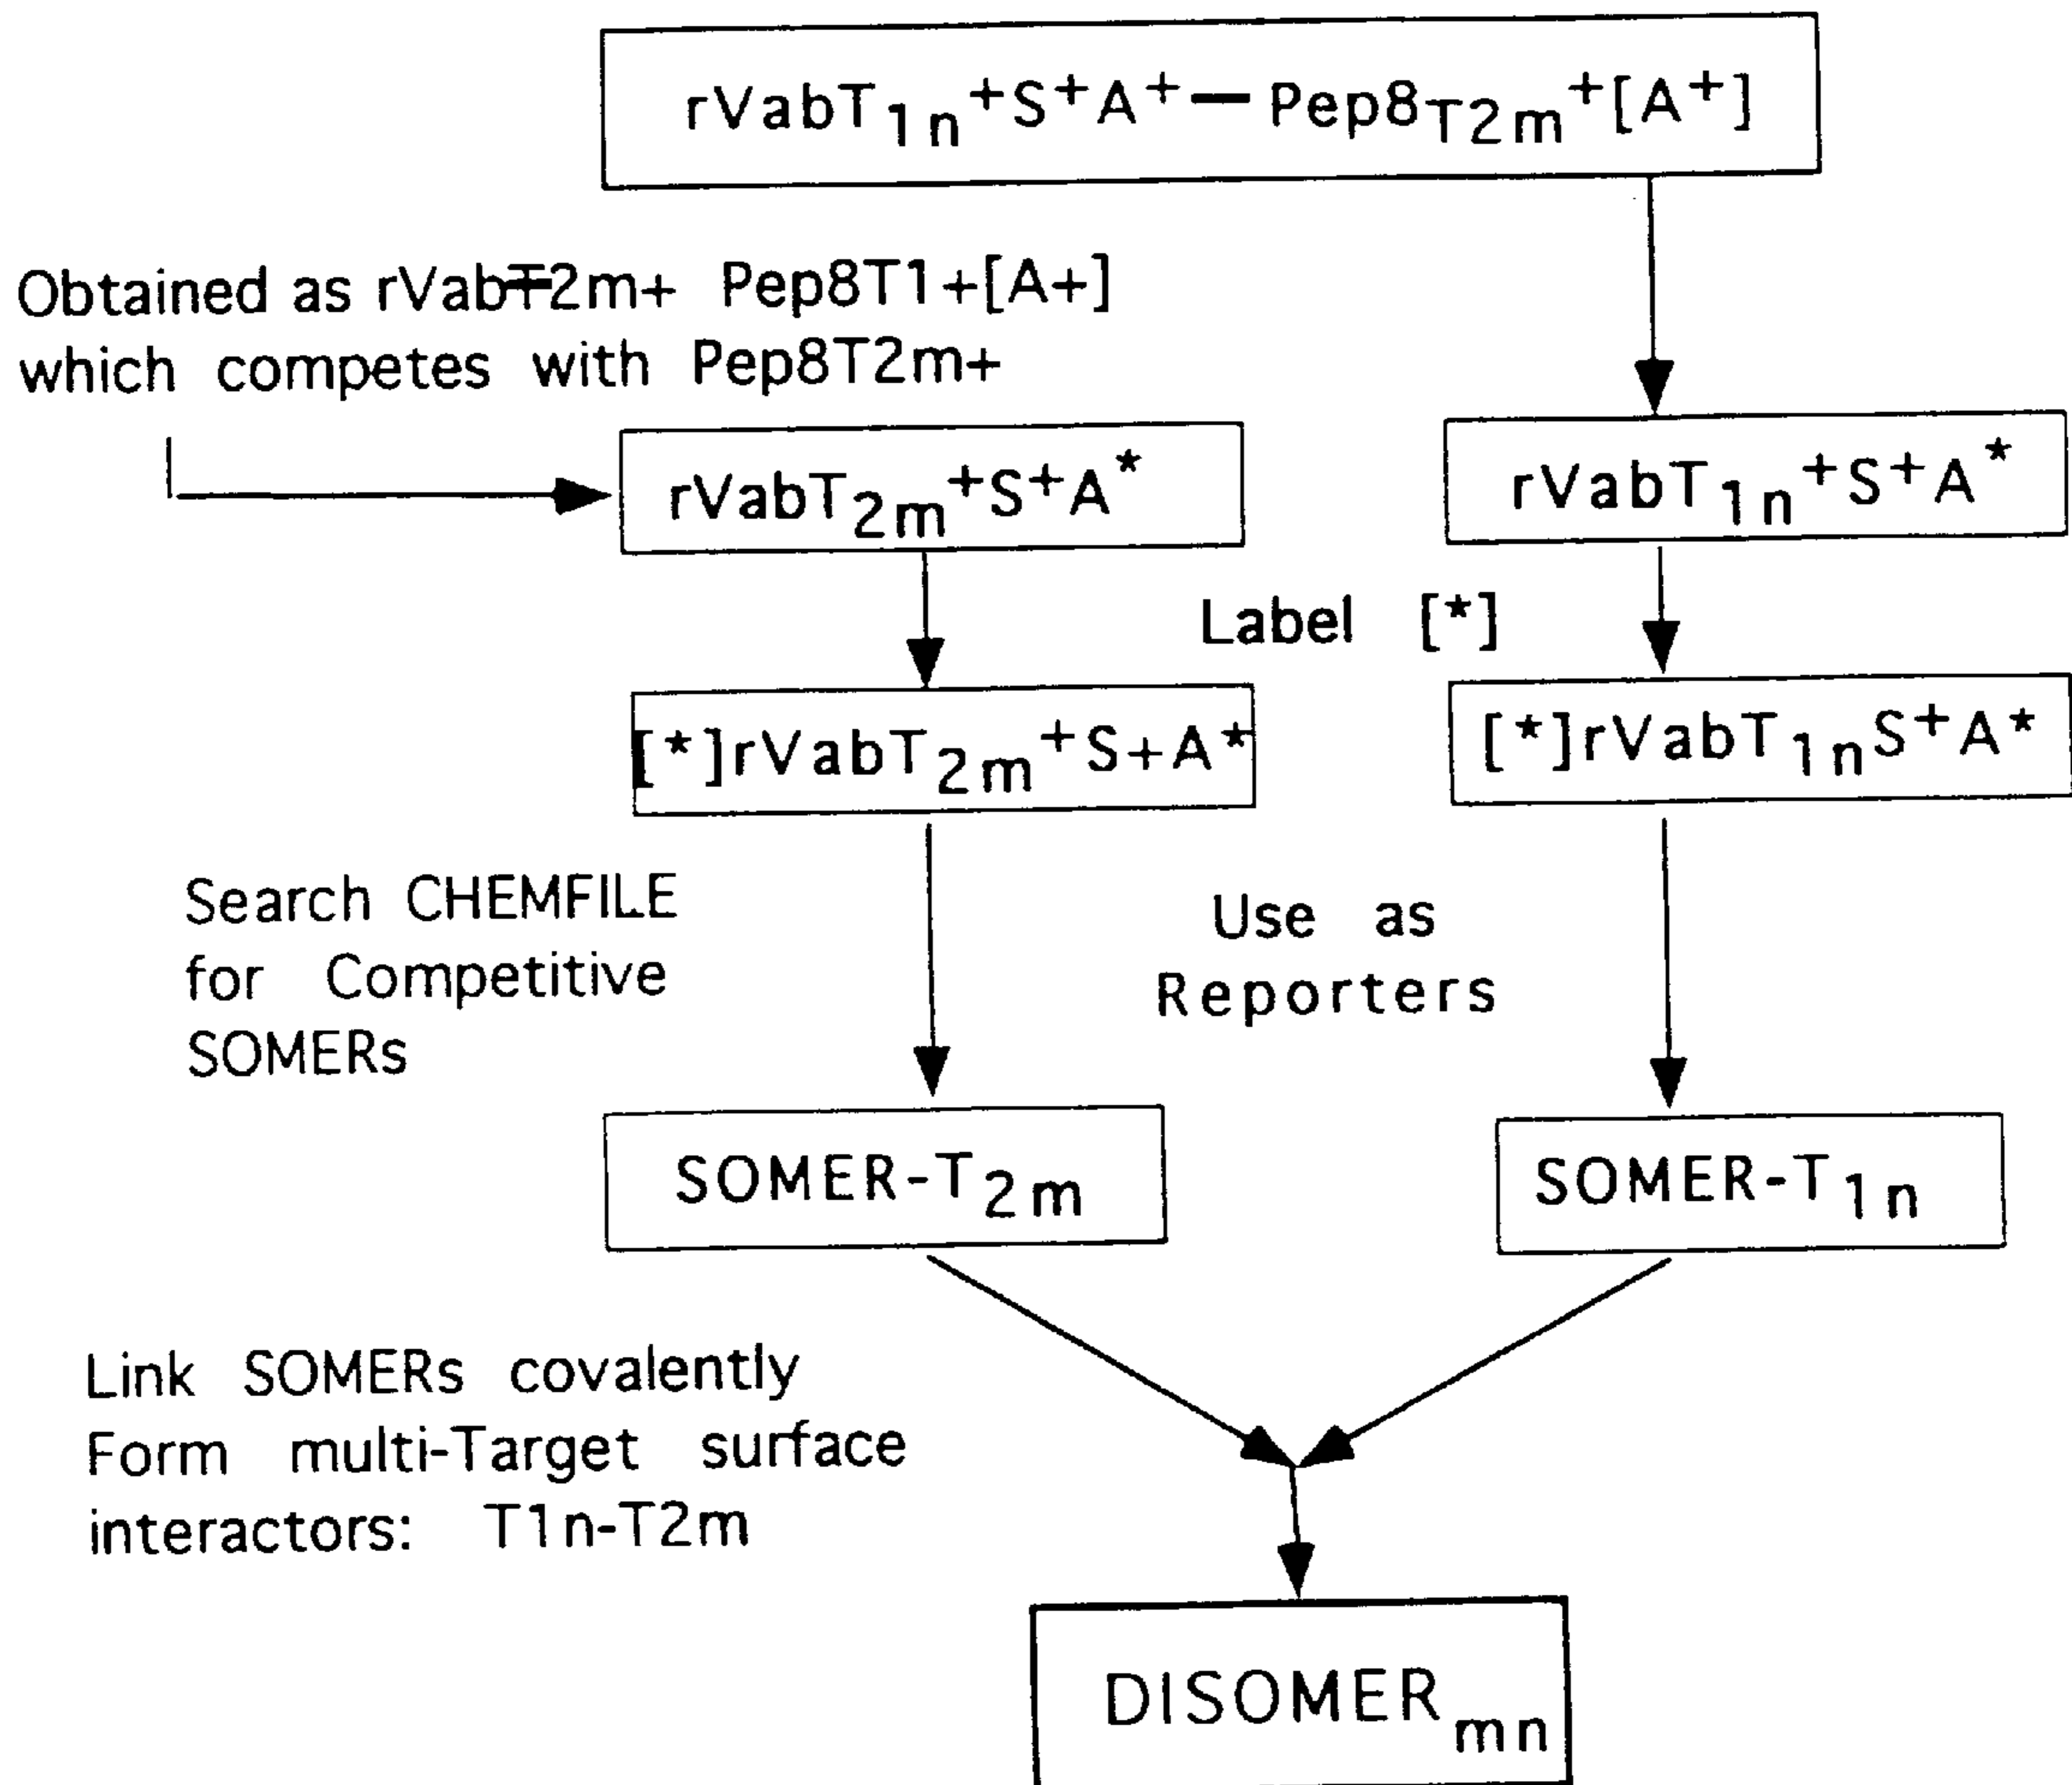 rVabT1n+S+A+— Pep8T2m+[A+]
Obtained as rVabT2m+ Pep8T1+[A+]
which competes with Pep8T2m+
rVabT2m+S+A*
rVabT1n+S+A*
Label [*]
[*]rVabT2m+S+A*
[*]rVabT1nS+A*
Search CHEMFILE
for Competitive
SOMERs
Use as
Reporters
SOMER-T2m
SOMER-T1n
Link SOMERs covalently
Form multi-Target surface
interactors: T1n-T2m
DISOMERmn